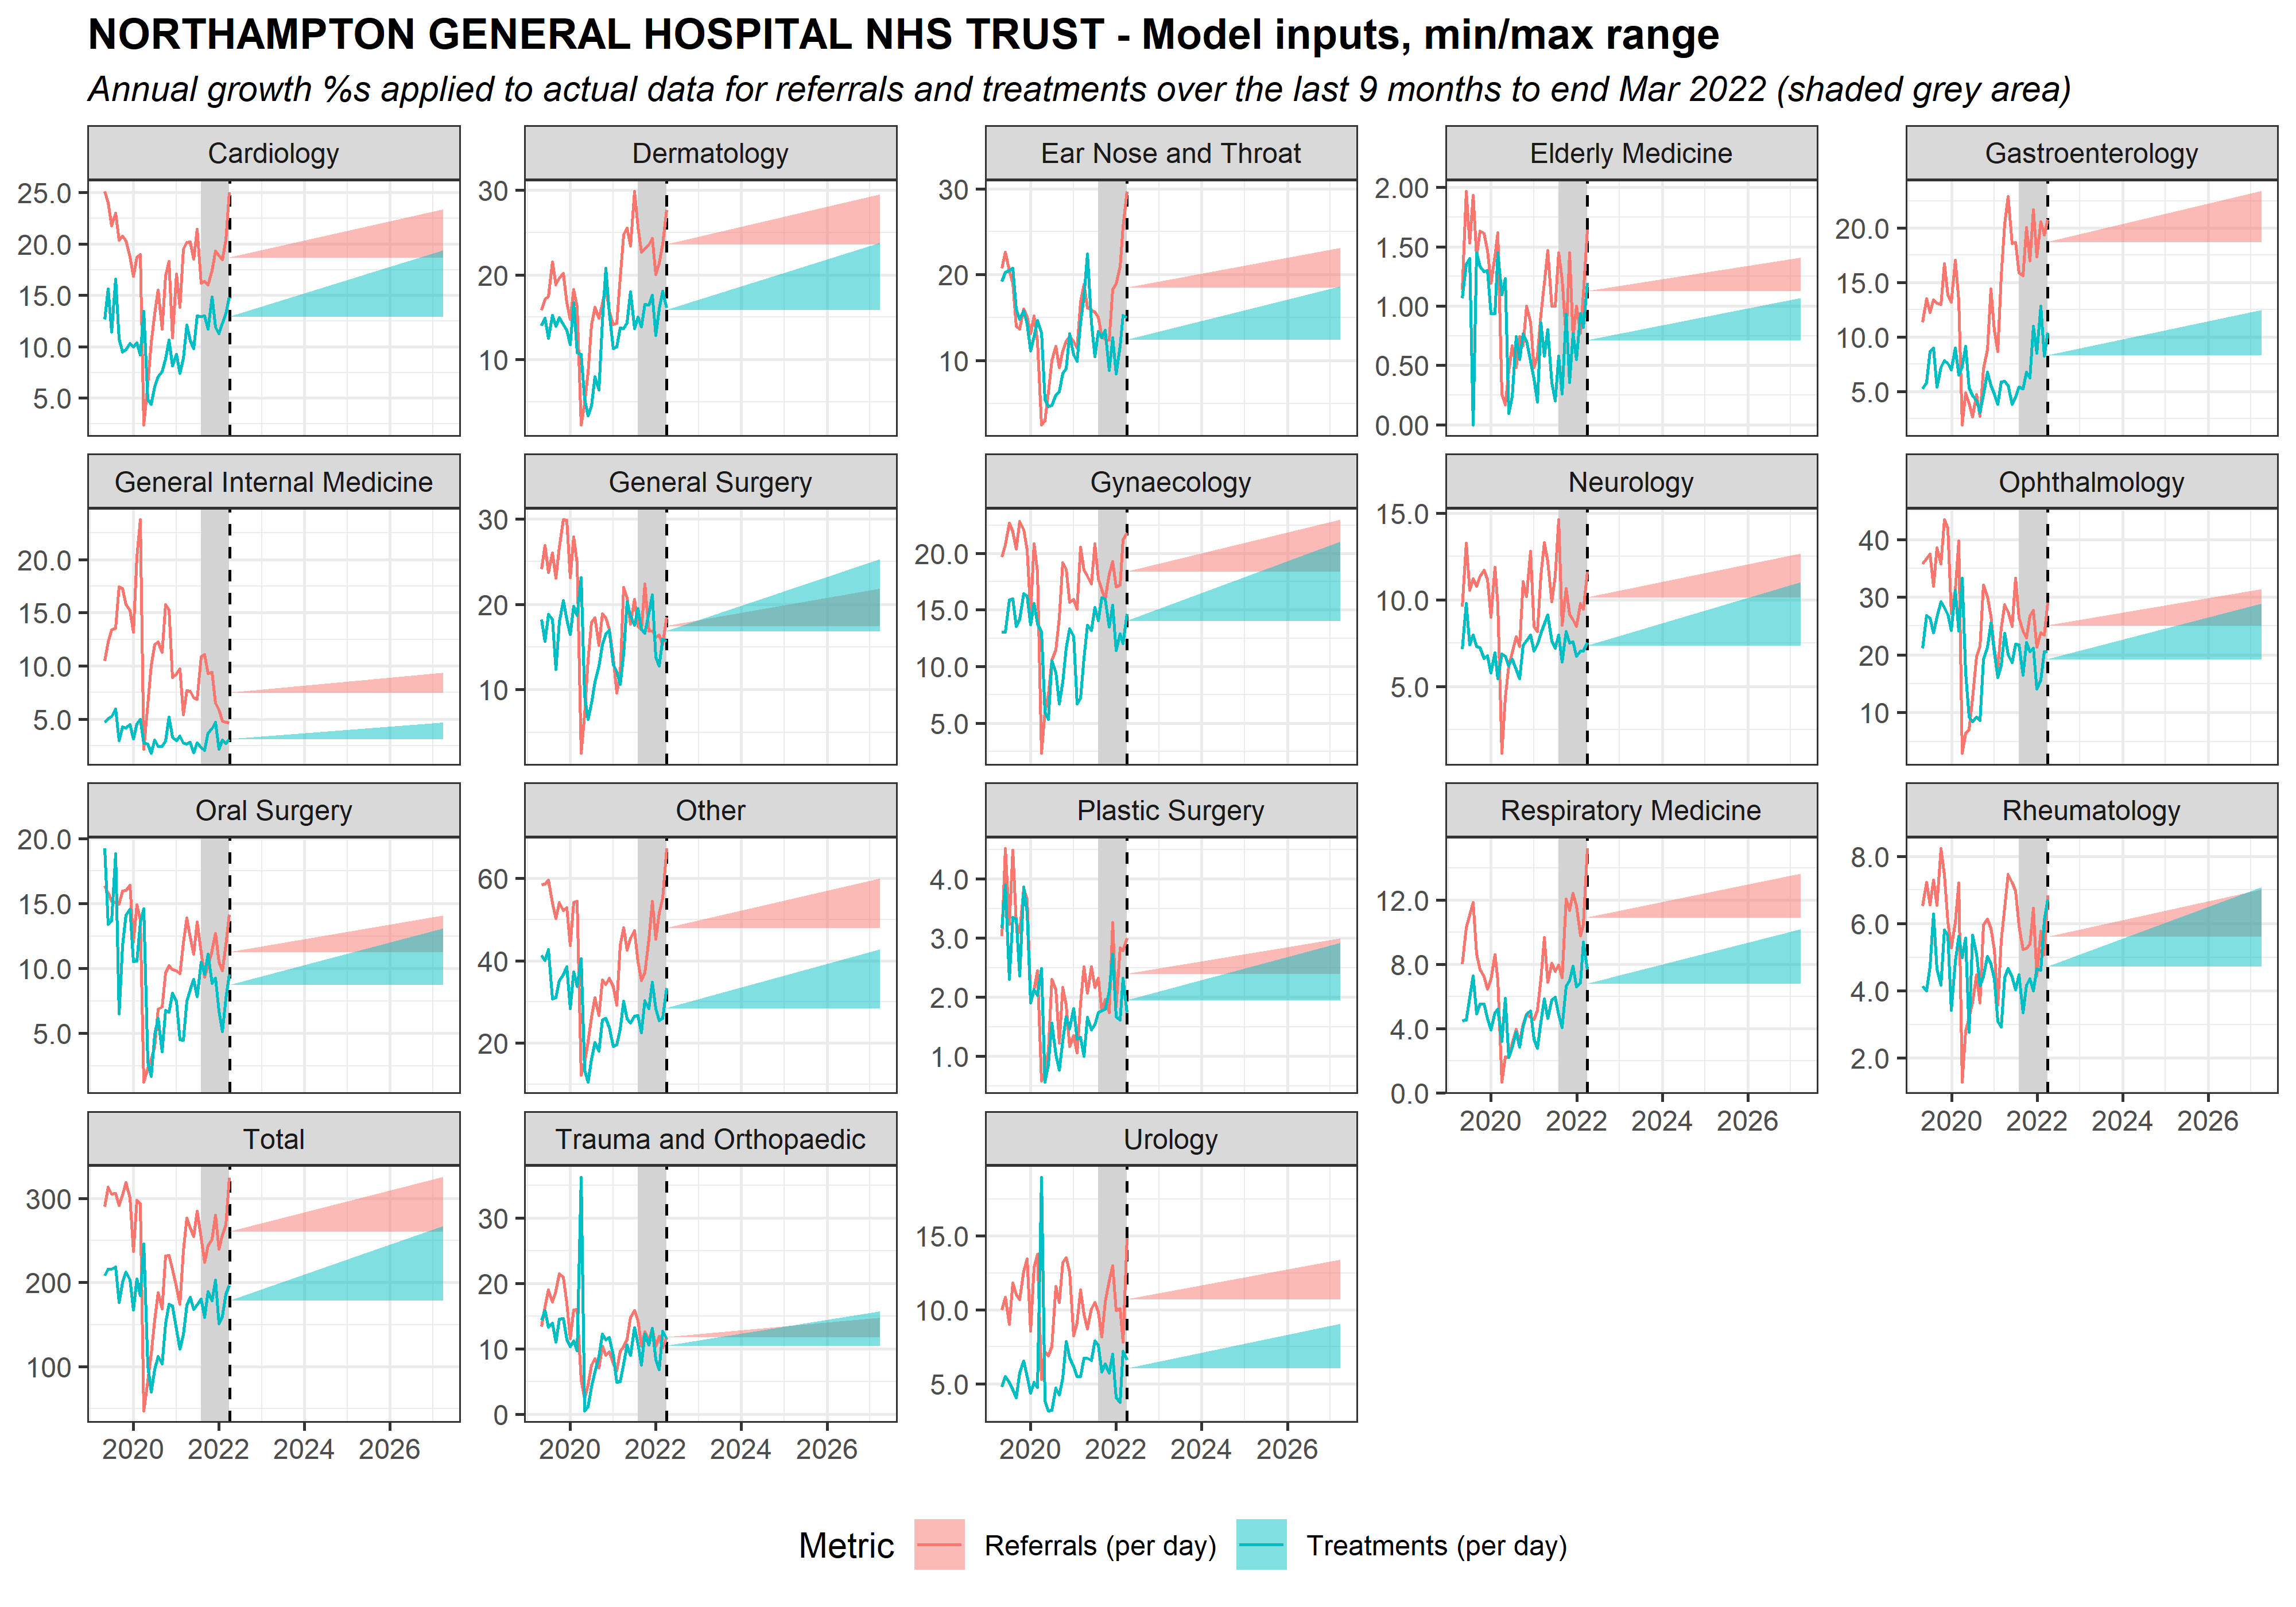 NORTHAMPTON GENERAL HOSPITAL NHS TRUST - Model inputs, min/max range
Annual growth %s applied to actual data for referrals and treatments over the last 9 months to end Mar 2022 (shaded grey area)
Cardiology
25.0
20.0
15.0
10.0
5.0
Dermatology
30
20
10
Ear Nose and Throat
30
20
10
Elderly Medicine
2.00
1.50
1.00
0.50
0.00
Gastroenterology
20.0
15.0
10.0
5.0
General Internal Medicine
20.0
15.0
10.0
5.0
General Surgery
30
20
10
Gynaecology
20.0
15.0
10.0
5.0
Neurology
15.0
10.0
5.0
Ophthalmology
40
30
20
10
Oral Surgery
20.0
15.0
10.0
5.0
Other
60
40
20
Plastic Surgery
4.0
3.0
2.0
1.0
Respiratory Medicine
12.0
8.0
4.0
0.0
2020 2022 2024 2026
Rheumatology
8.0
6.0
4.0
2.0
2020 2022 2024 2026
Total
300
200
100
2020 2022 2024 2026
Trauma and Orthopaedic
30
20
10
0
2020 2022 2024 2026
Urology
15.0
10.0
5.0
2020 2022 2024 2026
Metric Referrals (per day) Treatments (per day)